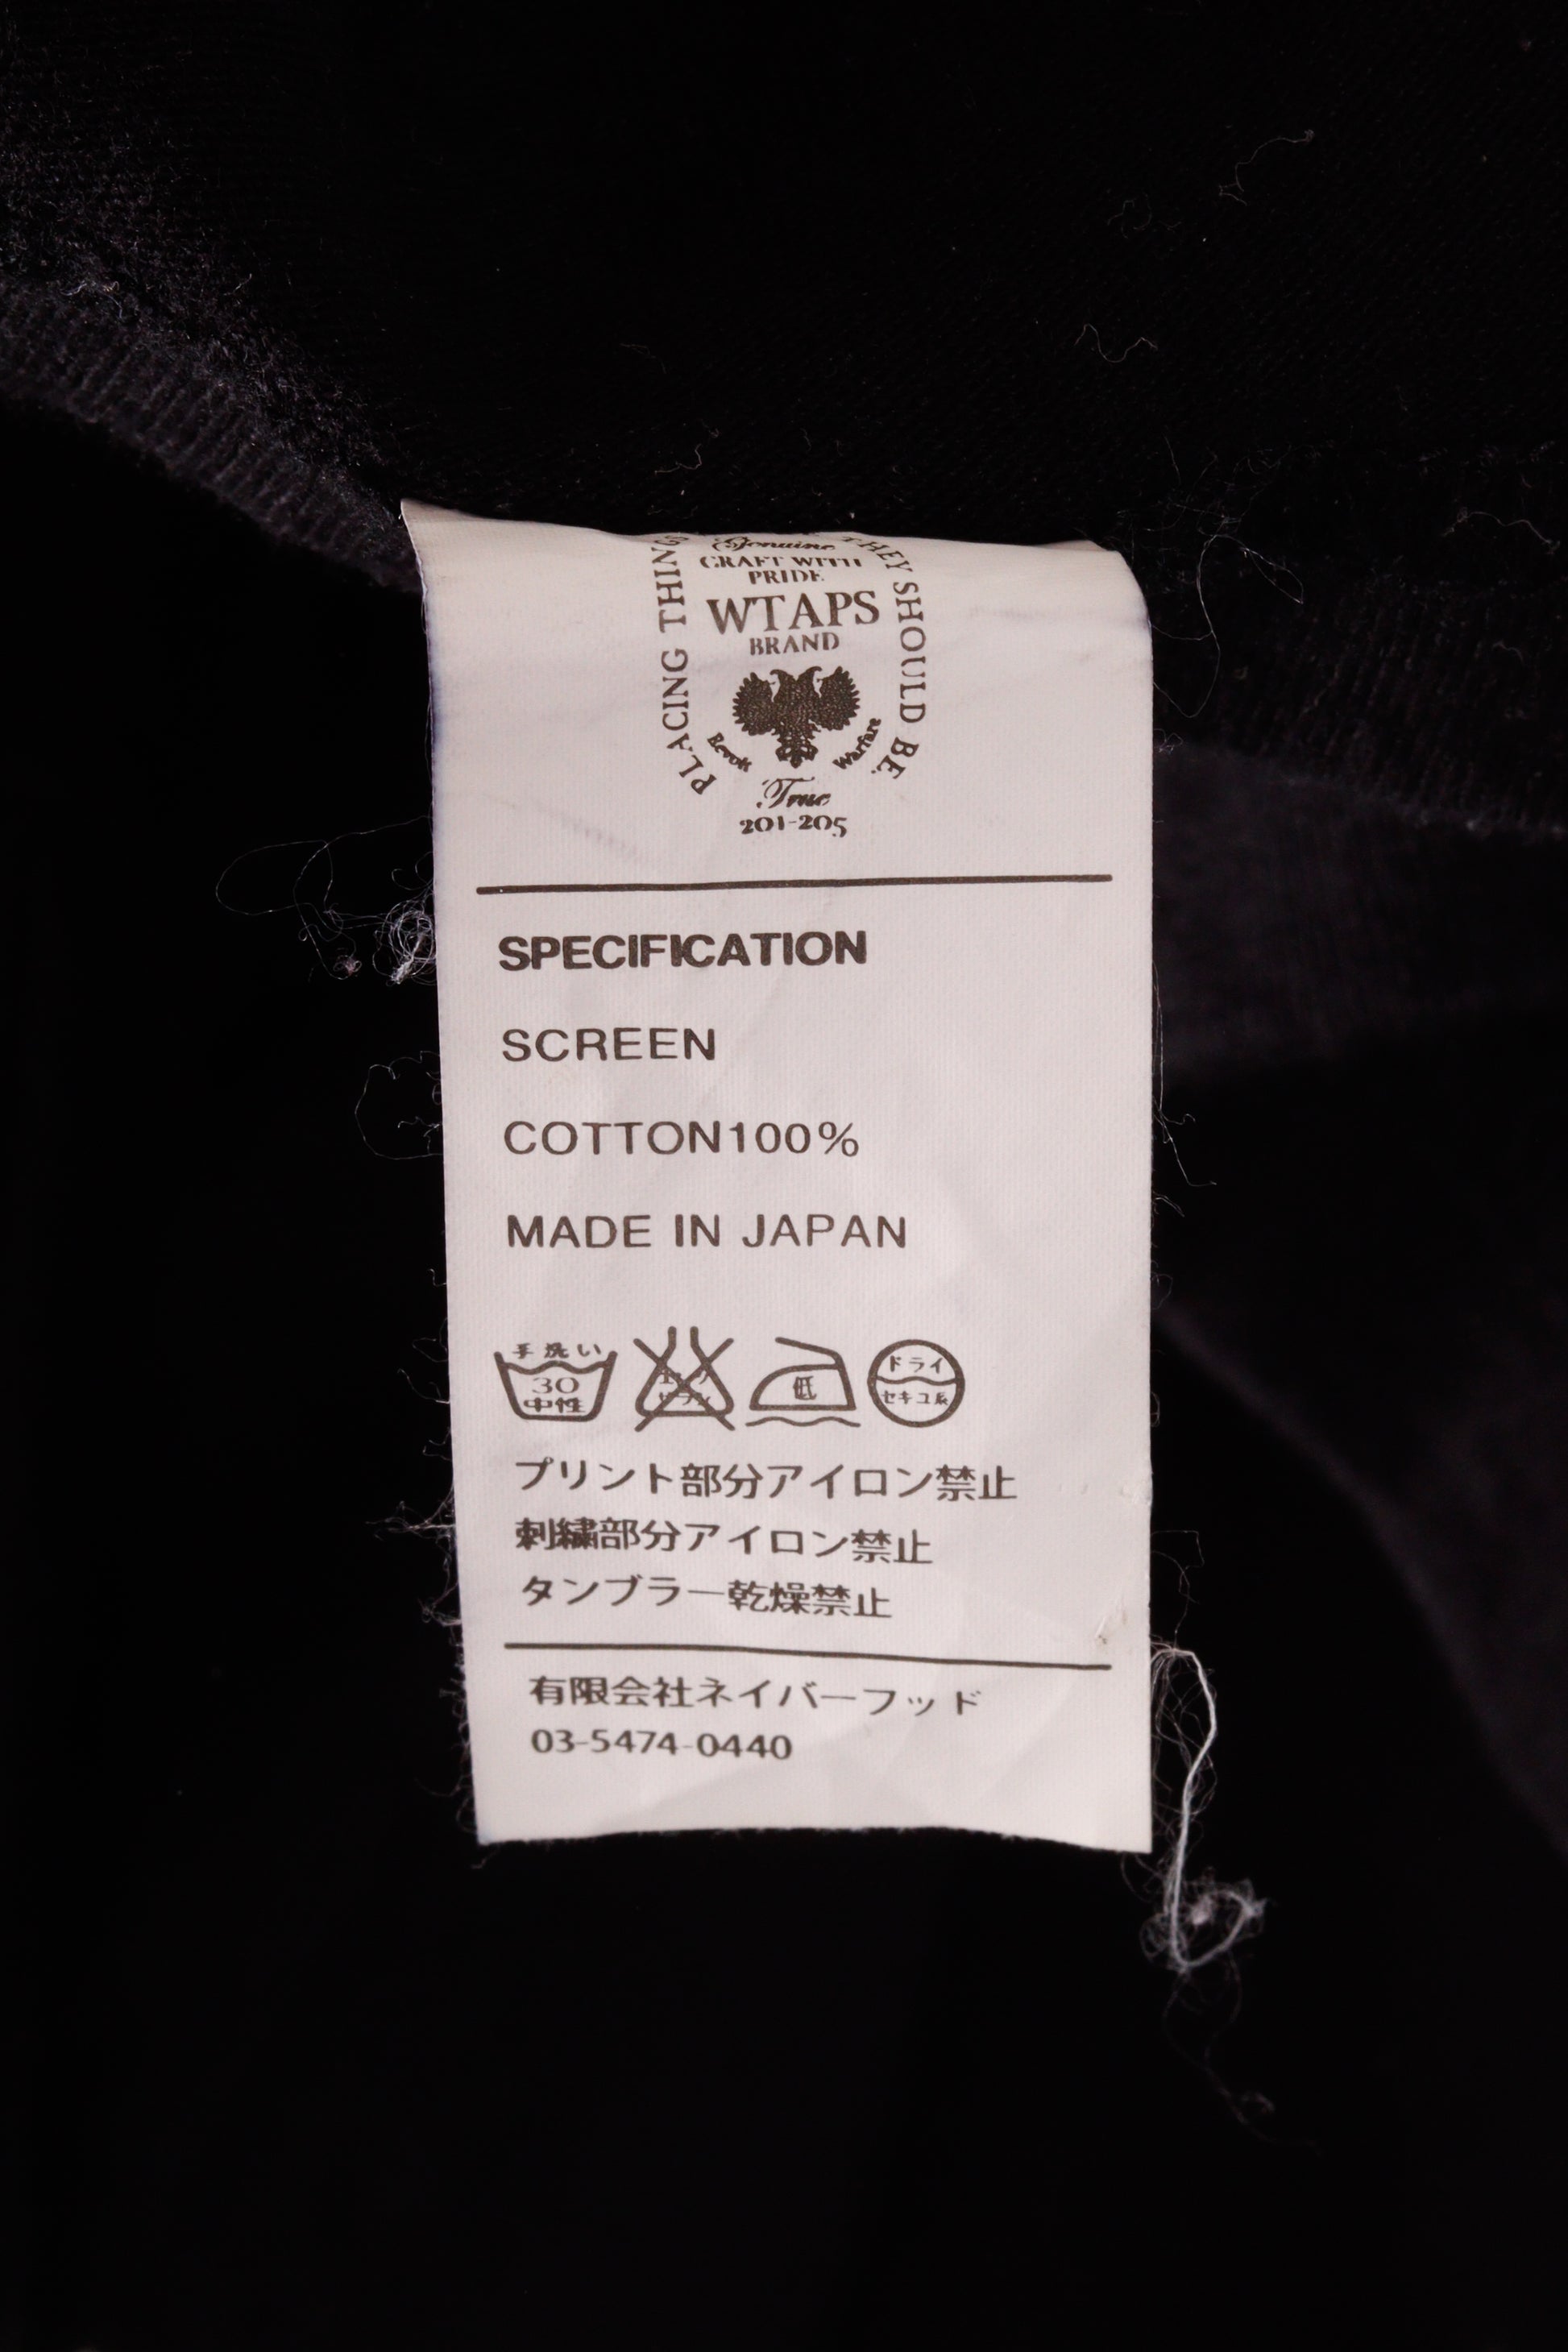 PLACING THINGS
THEY SHOULD BE.
Genuine
CRAFT WITH
PRIDE
WTAPS
BRAND
Warfare
True
201-205
SPECIFICATION
SCREEN
COTTON100%
MADE IN JAPAN
手洗い
30
中性
低
ドライ
セキユ系
プリント部分アイロン禁止
刺繍部分アイロン禁止
タンブラー乾燥禁止
有限会社ネイバーフッド
03-5474-0440